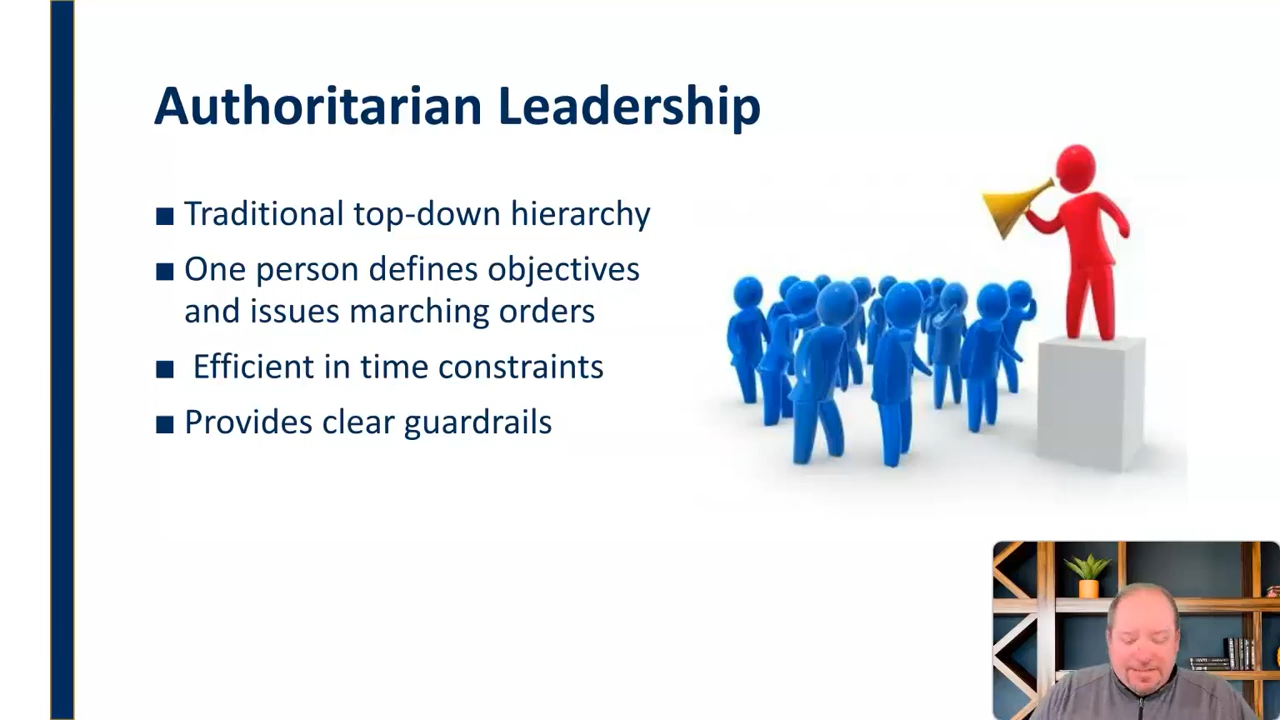 Authoritarian Leadership
■ Traditional top-down hierarchy
■ One person defines objectives
and issues marching orders
■ Efficient in time constraints
■ Provides clear guardrails